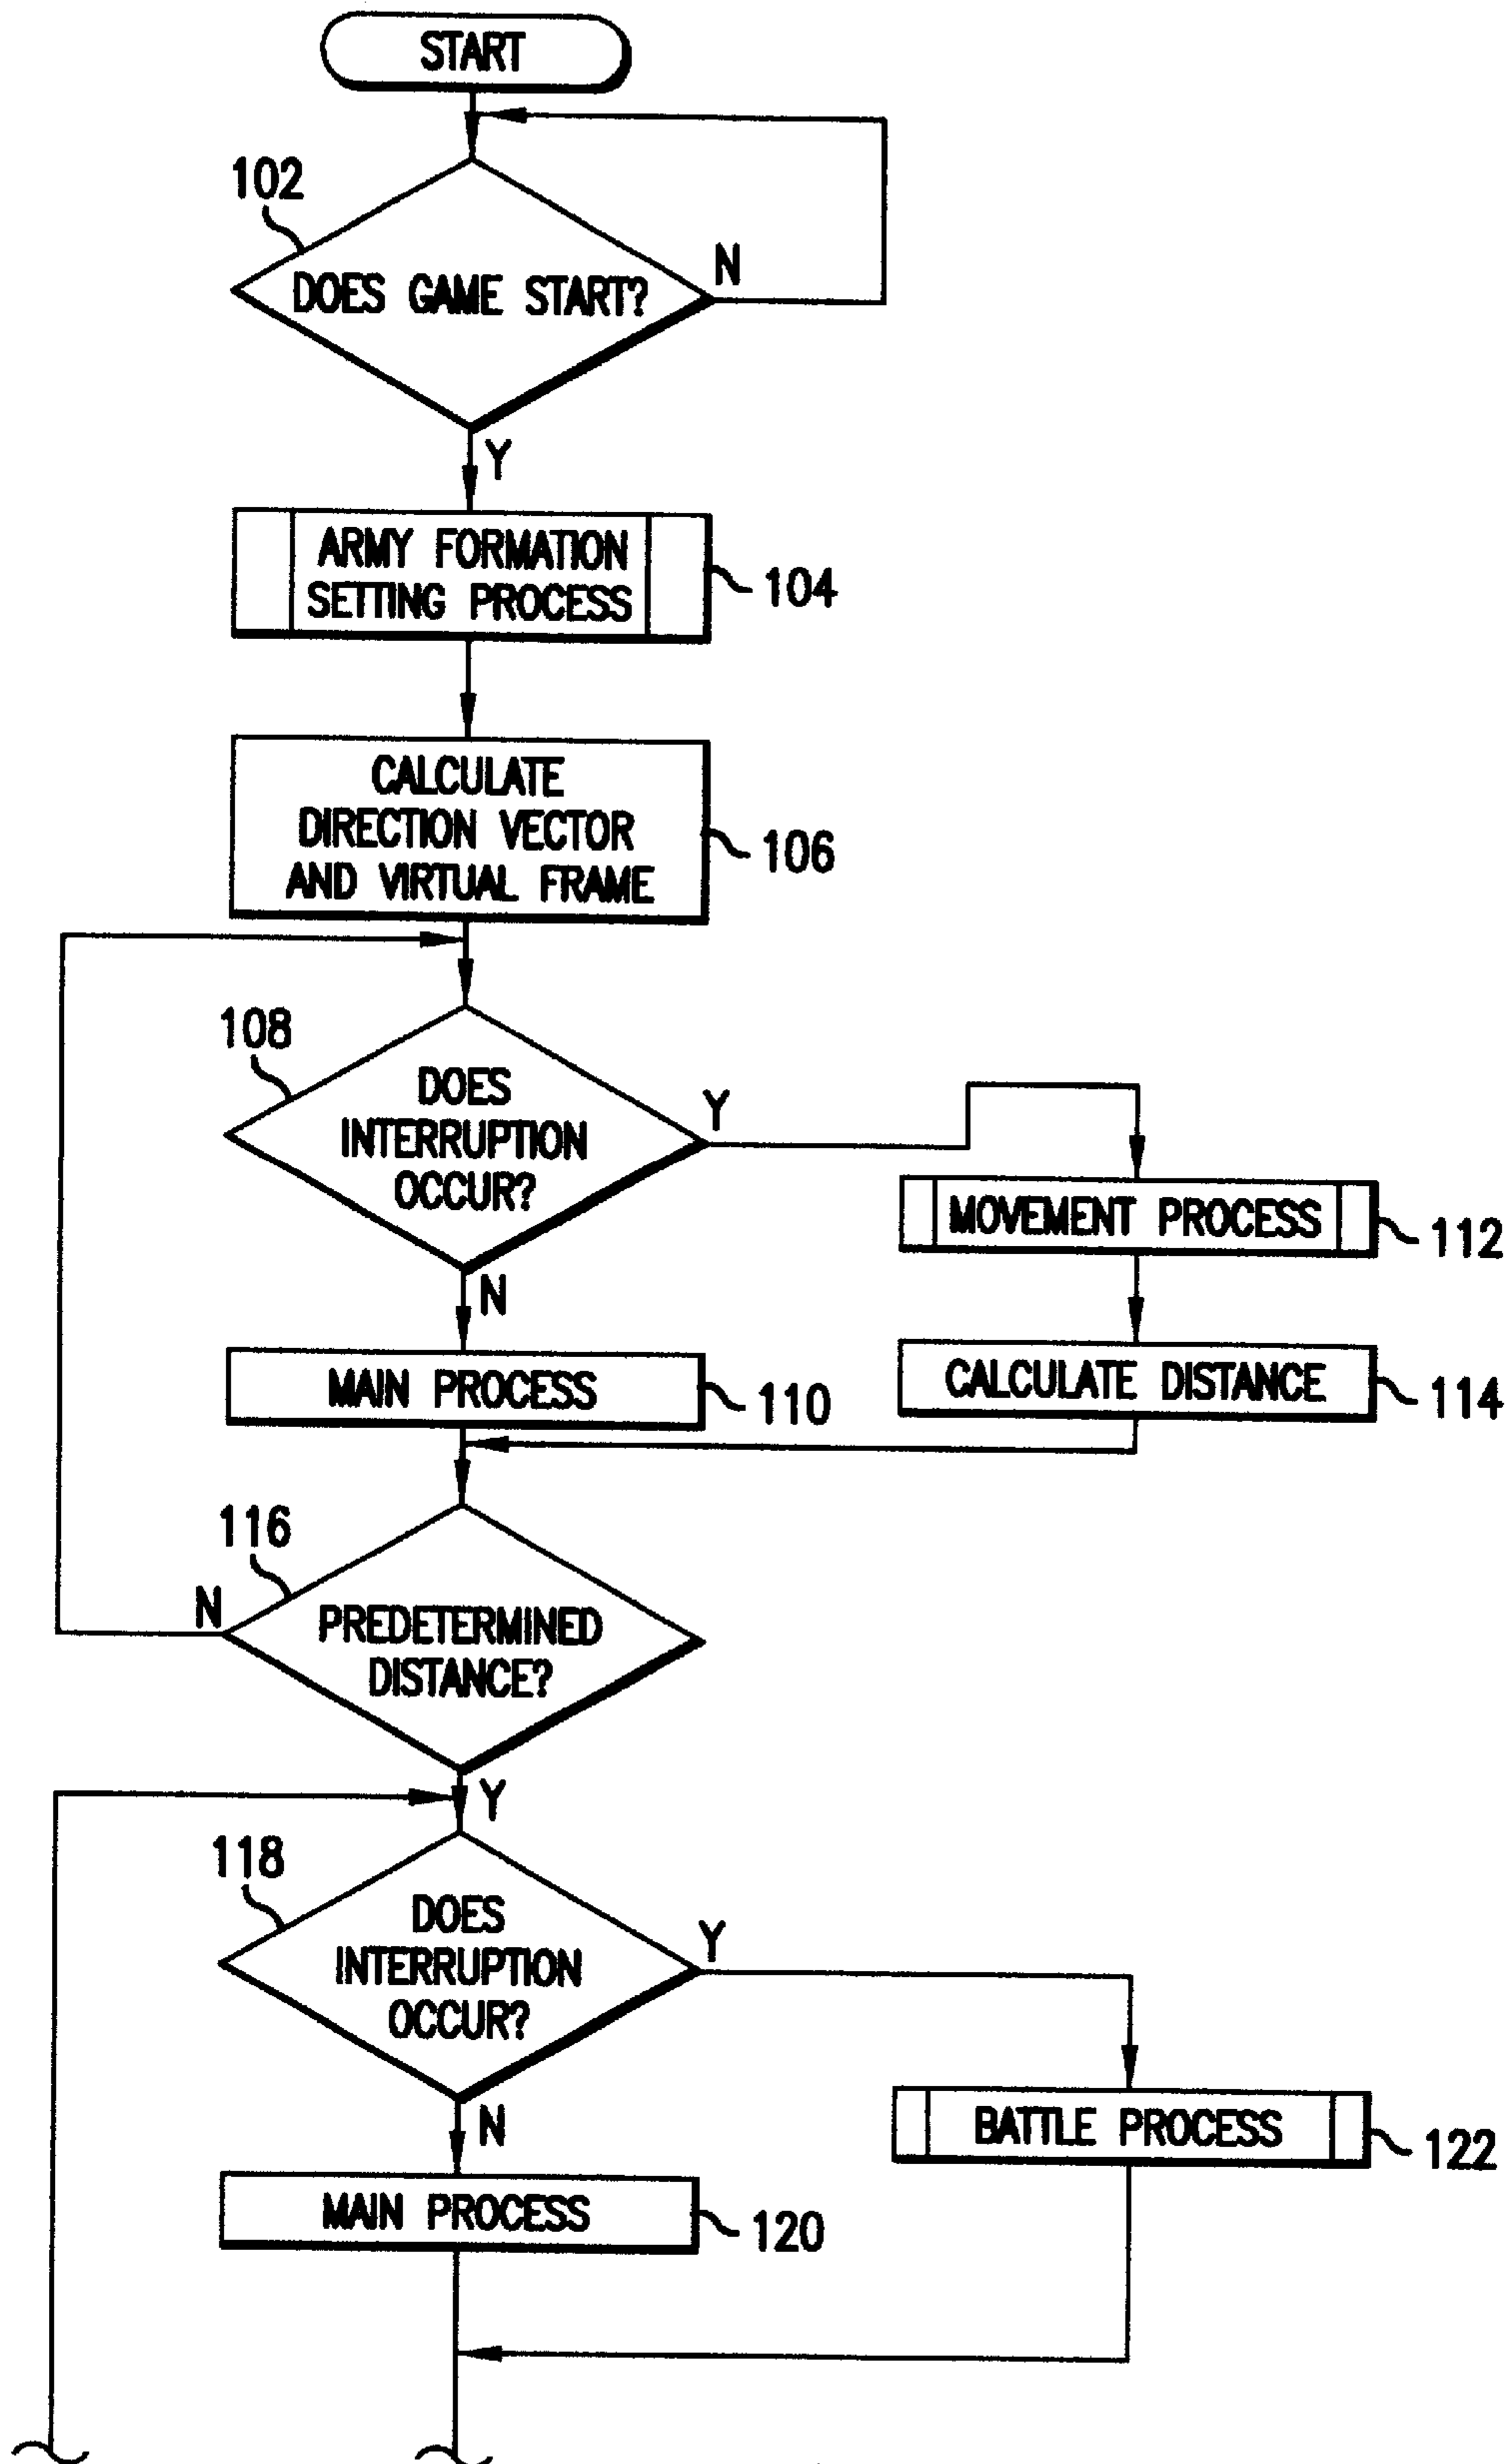 START
102
DOES GAME START?
N
Y
ARMY FORMATION
SETTING PROCESS
104
CALCULATE
DIRECTION VECTOR
AND VIRTUAL FRAME
106
108
DOES
INTERRUPTION
OCCUR?
Y
N
MOVEMENT PROCESS
112
MAIN PROCESS
110
CALCULATE DISTANCE
114
116
N
PREDETERMINED
DISTANCE?
Y
118
DOES
INTERRUPTION
OCCUR?
Y
N
BATTLE PROCESS
122
MAIN PROCESS
120